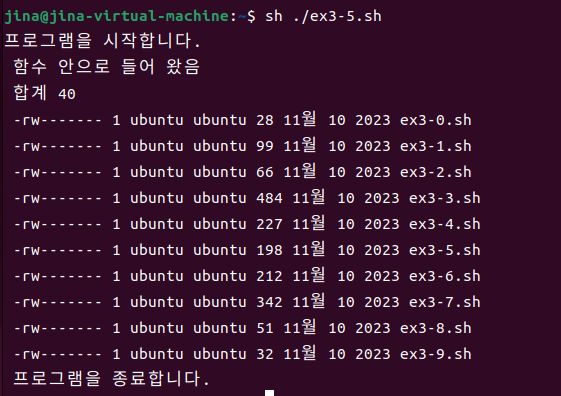 jina@jina-virtual-machine:~$ sh ./ex3-5.sh
프로그램을 시작합니다.
함수 안으로 들어 왔음
합계 40
-rw------- 1 ubuntu ubuntu 28 11월 10 2023 ex3-0.sh
-rw------- 1 ubuntu ubuntu 99 11월 10 2023 ex3-1.sh
-rw------- 1 ubuntu ubuntu 66 11월 10 2023 ex3-2.sh
-rw------- 1 ubuntu ubuntu 484 11월 10 2023 ex3-3.sh
-rw------- 1 ubuntu ubuntu 227 11월 10 2023 ex3-4.sh
-rw------- 1 ubuntu ubuntu 198 11월 10 2023 ex3-5.sh
-rw------- 1 ubuntu ubuntu 212 11월 10 2023 ex3-6.sh
-rw------- 1 ubuntu ubuntu 342 11월 10 2023 ex3-7.sh
-rw------- 1 ubuntu ubuntu 51 11월 10 2023 ex3-8.sh
-rw------- 1 ubuntu ubuntu 32 11월 10 2023 ex3-9.sh
프로그램을 종료합니다.